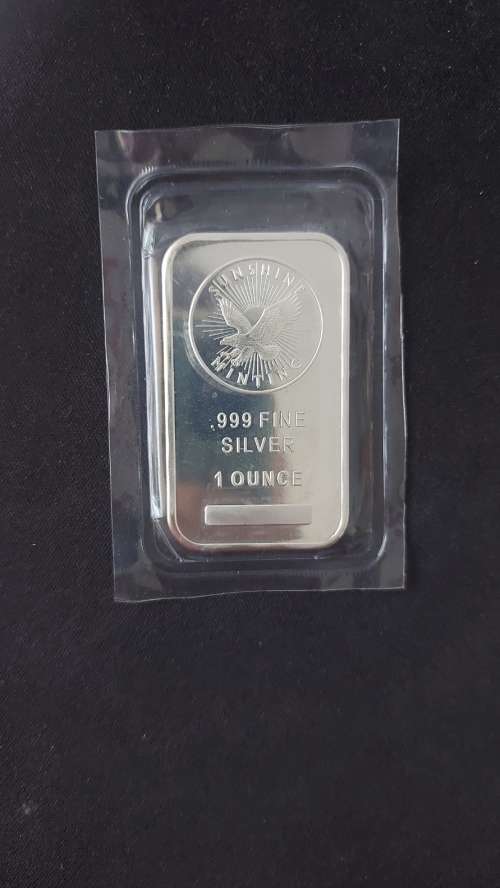 SUNSHINE
MINTING
.999 FINE
SILVER
1 OUNCE